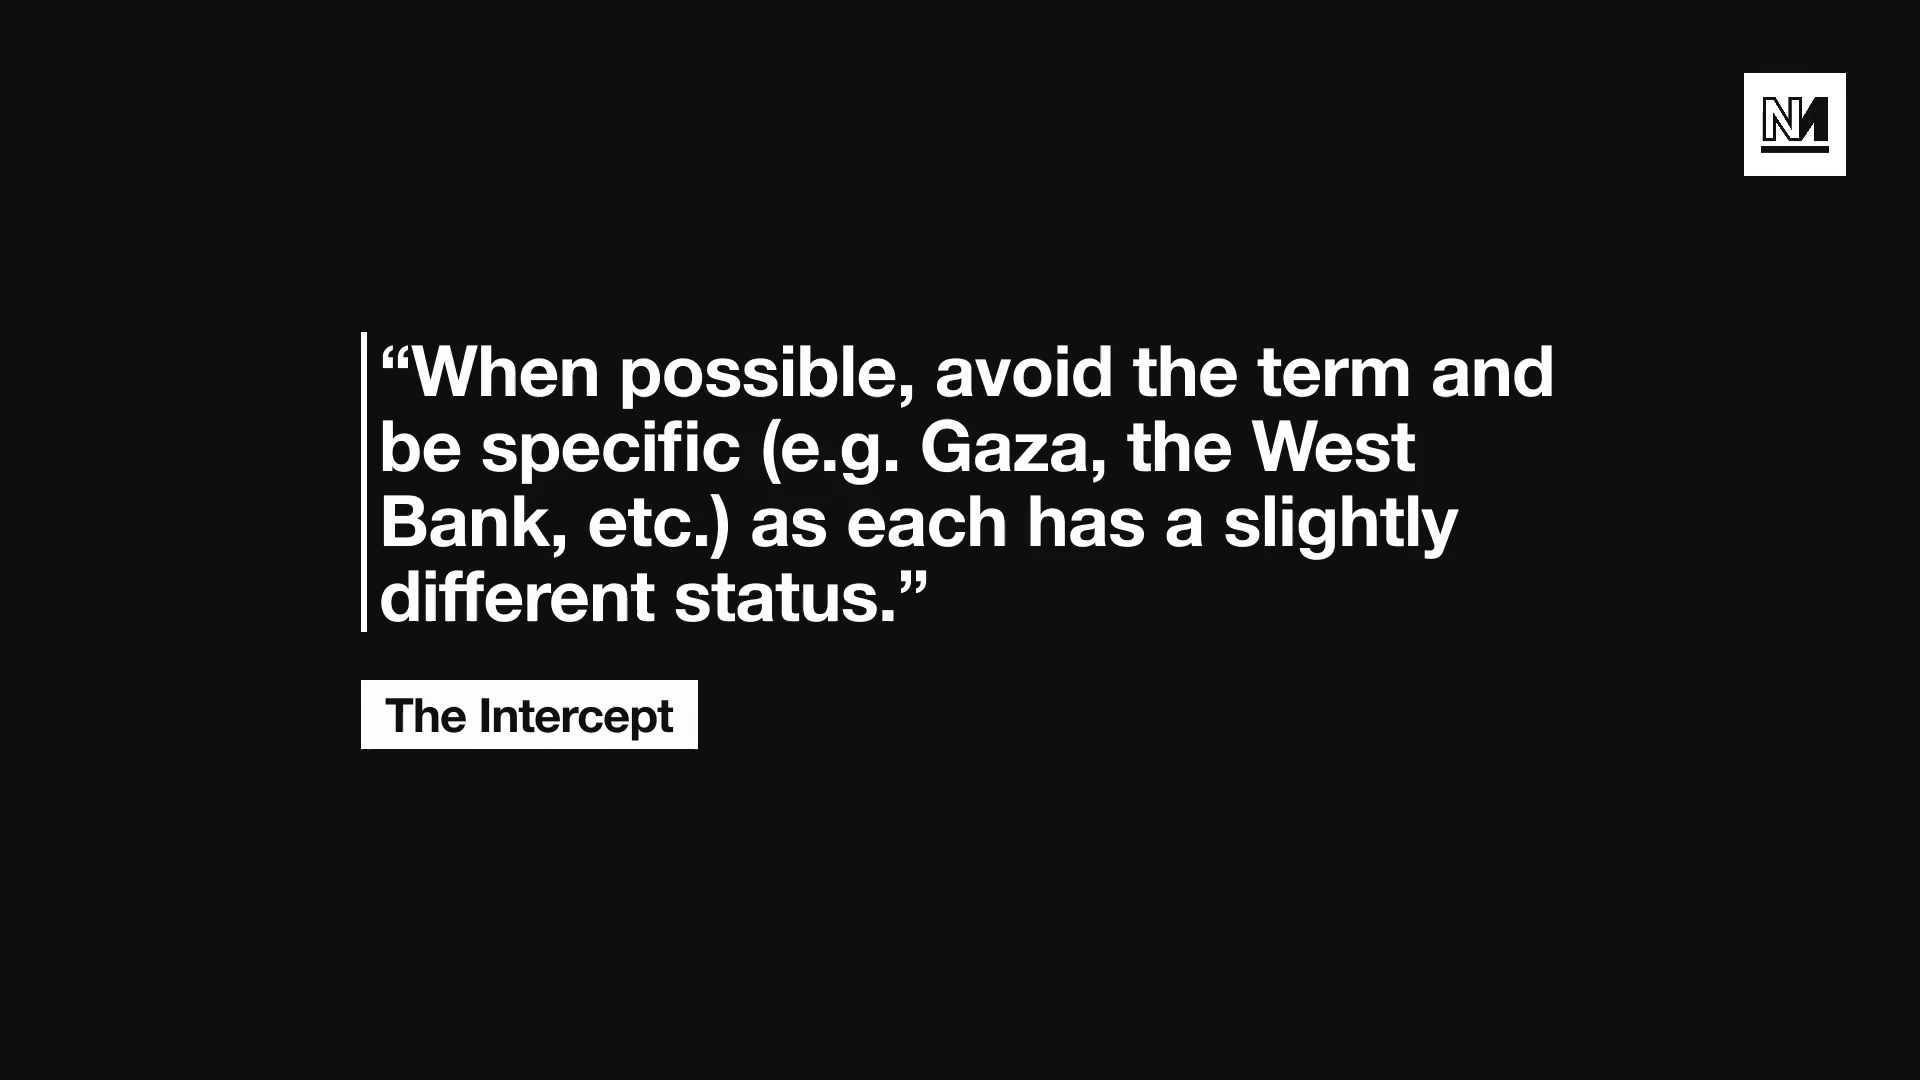 NM
“When possible, avoid the term and
be specific (e.g. Gaza, the West
Bank, etc.) as each has a slightly
different status.”
The Intercept